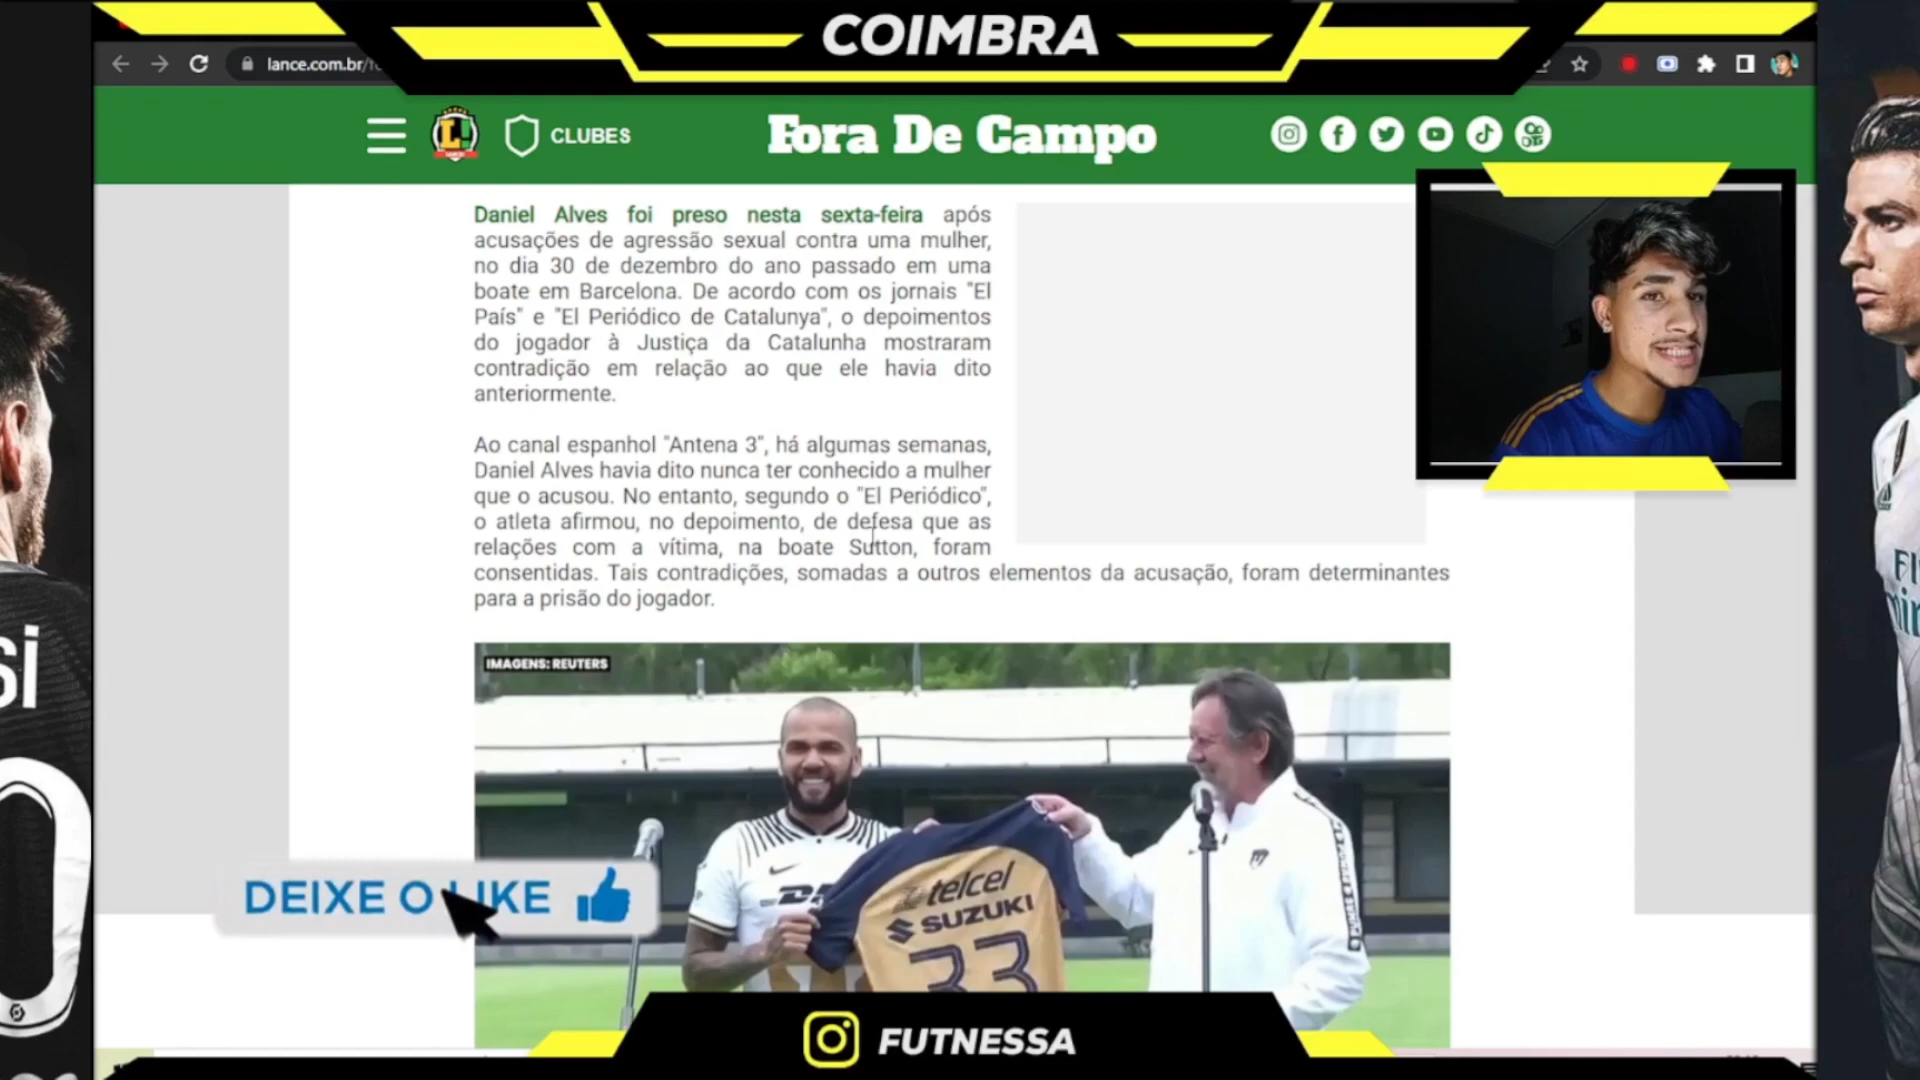 COIMBRA
lance.com.br/f
CLUBES
Fora De Campo
Daniel Alves foi preso nesta sexta-feira após
acusações de agressão sexual contra uma mulher,
no dia 30 de dezembro do ano passado em uma
boate em Barcelona. De acordo com os jornais "El
País" e "El Periódico de Catalunya", o depoimentos
do jogador à Justiça da Catalunha mostraram
contradição em relação ao que ele havia dito
anteriormente.
Ao canal espanhol "Antena 3", há algumas semanas,
Daniel Alves havia dito nunca ter conhecido a mulher
que o acusou. No entanto, segundo o "El Periódico",
o atleta afirmou, no depoimento, de defesa que as
relações com a vítima, na boate Sutton, foram
consentidas. Tais contradições, somadas a outros elementos da acusação, foram determinantes
para a prisão do jogador.
IMAGENS: REUTERS
telcel
SUZUKI
33
DEIXE O LIKE
FUTNESSA